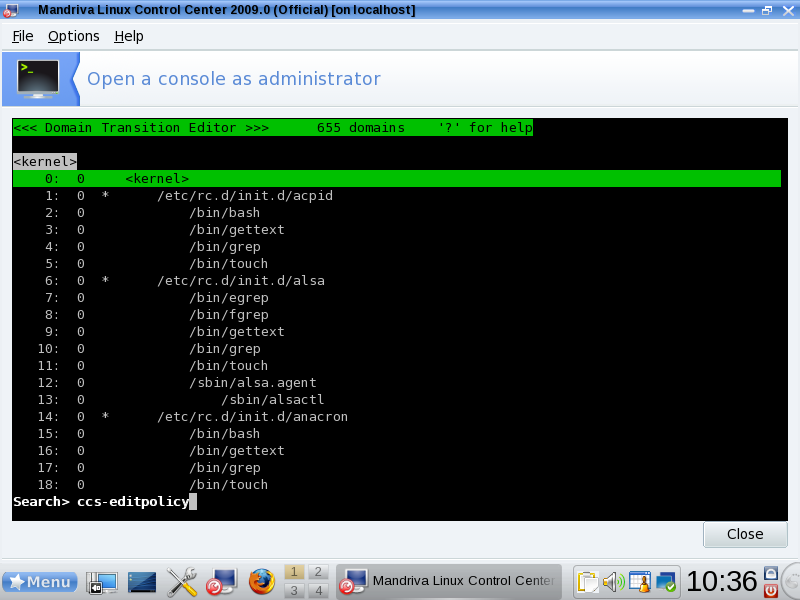 Mandriva Linux Control Center 2009.0 (Official) [on localhost]
File Options Help
Open a console as administrator
<<< Domain Transition Editor >>>      655 domains    '?' for help
<kernel>
0:  0     <kernel>
1:  0  *      /etc/rc.d/init.d/acpid
2:  0             /bin/bash
3:  0             /bin/gettext
4:  0             /bin/grep
5:  0             /bin/touch
6:  0  *      /etc/rc.d/init.d/alsa
7:  0             /bin/egrep
8:  0             /bin/fgrep
9:  0             /bin/gettext
10:  0             /bin/grep
11:  0             /bin/touch
12:  0             /sbin/alsa.agent
13:  0                 /sbin/alsactl
14:  0  *      /etc/rc.d/init.d/anacron
15:  0             /bin/bash
16:  0             /bin/gettext
17:  0             /bin/grep
18:  0             /bin/touch
Search> ccs-editpolicy
Close
Menu
1 2
3 4
Mandriva Linux Control Center
10:36